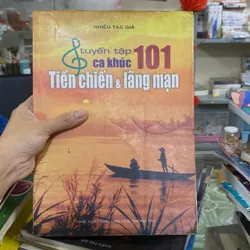 NHIỀU TÁC GIẢ
tuyển tập
ca khúc 101
Tiền chiến & lãng mạn